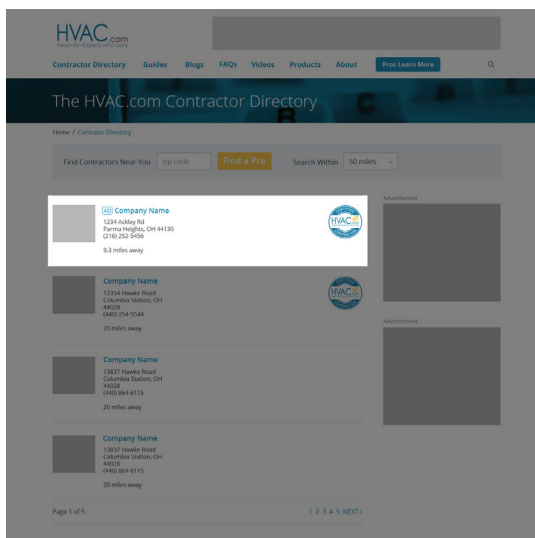 HVAC.com
Contractor Directory Guides Blogs FAQs Videos Products About Pros Learn More
The HVAC.com Contractor Directory
Home / Contrator Directory
Find Contractors Near You zip code Find a Pro Search Within 50 miles
Advertisement
AD Company Name
1234 Ackley Rd
Parma Heights, OH 44130
(216) 252-5456
9.3 miles away
HVAC
Company Name
12354 Hawke Road
Columbia Station, OH
44028
(440) 254-5544
20 miles away
HVAC
Advertisment
Company Name
13837 Hawke Road
Columbia Station, OH
44028
(440) 864-6115
20 miles away
Company Name
13837 Hawke Road
Columbia Station, OH
44028
(440) 864-6115
20 miles away
Page 1 of 5 1 2 3 4 5 NEXT>